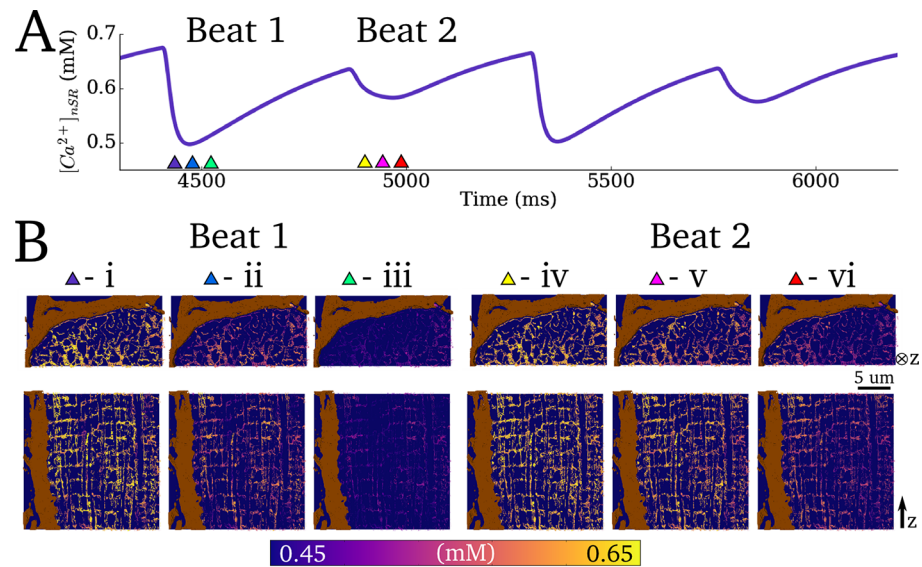 A
Beat 1
Beat 2
[Ca²⁺]ₙSR (mM)
0.7
0.6
0.5
4500
5000
5500
6000
Time (ms)
B
Beat 1
Beat 2
- i
- ii
- iii
- iv
- v
- vi
⊗z
5 um
z
0.45
(mM)
0.65